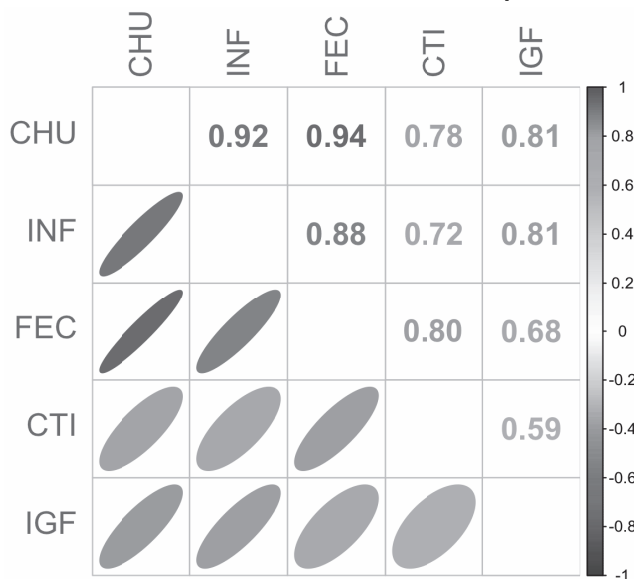 CHU INF FEC CTI IGF
CHU 0.92 0.94 0.78 0.81
INF 0.88 0.72 0.81
FEC 0.80 0.68
CTI 0.59
IGF
1
0.8
0.6
0.4
0.2
0
-0.2
-0.4
-0.6
-0.8
-1